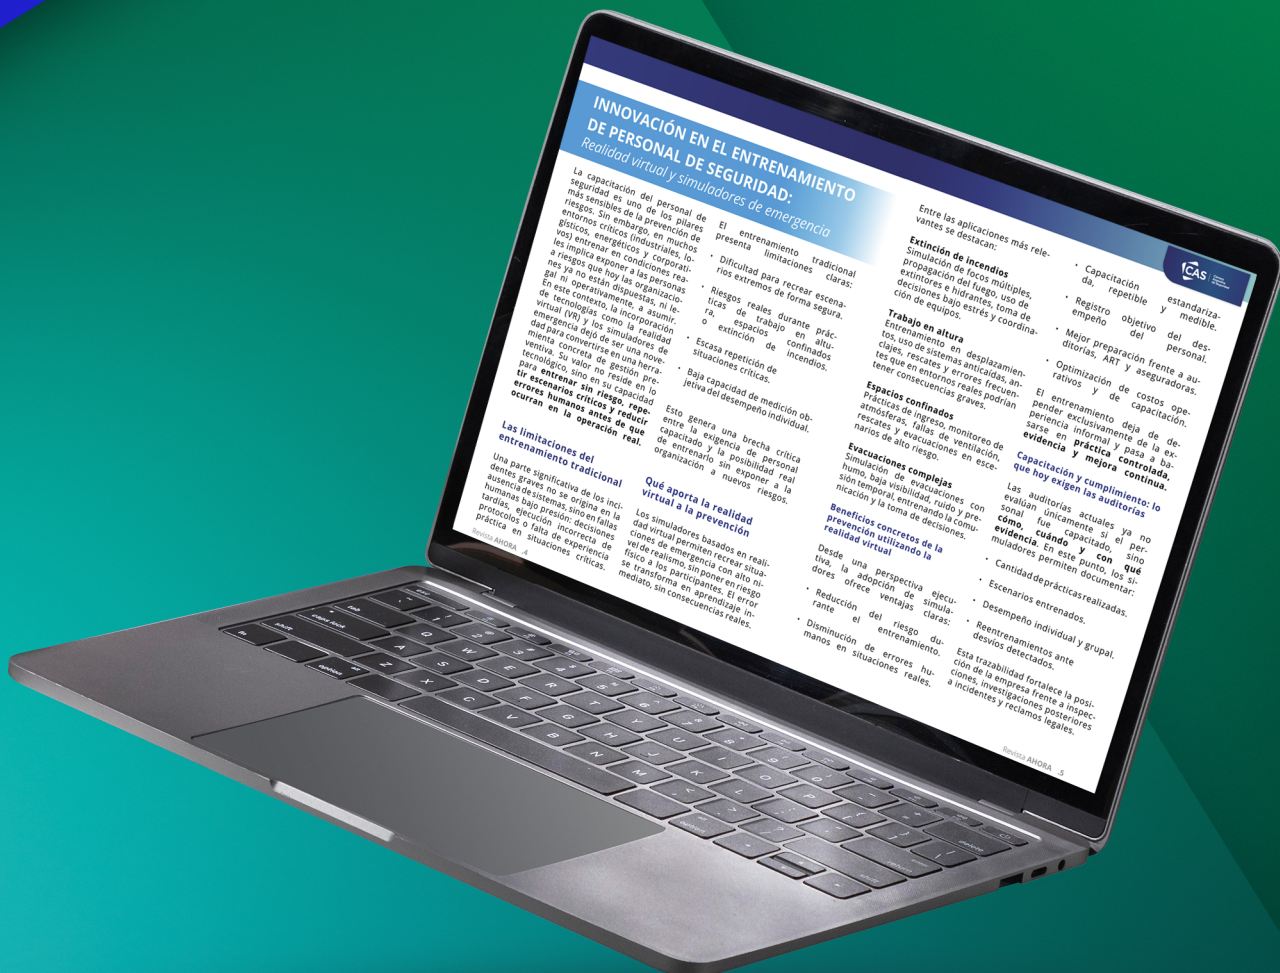 INNOVACIÓN EN EL ENTRENAMIENTO
DE PERSONAL DE SEGURIDAD:
Realidad virtual y simuladores de emergencia
La capacitación del personal de
seguridad es uno de los pilares
más sensibles de la prevención de
riesgos. Sin embargo, en muchos
entornos críticos (industriales, lo-
gísticos, energéticos y corporati-
vos) entrenar en condiciones rea-
les implica exponer a las personas
a riesgos que hoy las organizacio-
nes ya no están dispuestas, ni le-
gal ni operativamente, a asumir.
En este contexto, la incorporación
de tecnologías como la realidad
virtual (VR) y los simuladores de
emergencia dejó de ser una nove-
dad para convertirse en una herra-
mienta concreta de gestión pre-
ventiva. Su valor no reside en lo
tecnológico, sino en su capacidad
para entrenar sin riesgo, repe-
tir escenarios críticos y reducir
errores humanos antes de que
ocurran en la operación real.
Las limitaciones del
entrenamiento tradicional
Una parte significativa de los inci-
dentes graves no se origina en la
ausencia de sistemas, sino en fallas
humanas bajo presión: decisiones
tardías, ejecución incorrecta de
protocolos o falta de experiencia
práctica en situaciones críticas.
Revista AHORA .4
El entrenamiento tradicional
presenta limitaciones claras:
• Dificultad para recrear escena-
rios extremos de forma segura.
• Riesgos reales durante prác-
ticas de trabajo en altu-
ra, espacios confinados
o extinción de incendios.
• Escasa repetición de
situaciones críticas.
• Baja capacidad de medición ob-
jetiva del desempeño individual.
Esto genera una brecha crítica
entre la exigencia de personal
capacitado y la posibilidad real
de entrenarlo sin exponer a la
organización a nuevos riesgos.
Qué aporta la realidad
virtual a la prevención
Los simuladores basados en reali-
dad virtual permiten recrear situa-
ciones de emergencia con alto ni-
vel de realismo, sin poner en riesgo
físico a los participantes. El error
se transforma en aprendizaje in-
mediato, sin consecuencias reales.
Entre las aplicaciones más rele-
vantes se destacan:
Extinción de incendios
Simulación de focos múltiples,
propagación del fuego, uso de
extintores e hidrantes, toma de
decisiones bajo estrés y coordina-
ción de equipos.
Trabajo en altura
Entrenamiento en desplazamien-
tos, uso de sistemas anticaídas, an-
clajes, rescates y errores frecuen-
tes que en entornos reales podrían
tener consecuencias graves.
Espacios confinados
Prácticas de ingreso, monitoreo de
atmósferas, fallas de ventilación,
rescates y evacuaciones en esce-
narios de alto riesgo.
Evacuaciones complejas
Simulación de evacuaciones con
humo, baja visibilidad, ruido y pre-
sión temporal, entrenando la comu-
nicación y la toma de decisiones.
Beneficios concretos de la
prevención utilizando la
realidad virtual
Desde una perspectiva ejecu-
tiva, la adopción de simula-
dores ofrece ventajas claras:
• Reducción del riesgo du-
rante el entrenamiento.
• Disminución de errores hu-
manos en situaciones reales.
CAS
• Capacitación estandariza-
da, repetible y medible.
• Registro objetivo del des-
empeño del personal.
• Mejor preparación frente a au-
ditorías, ART y aseguradoras.
• Optimización de costos ope-
rativos y de capacitación.
El entrenamiento deja de de-
pender exclusivamente de la ex-
periencia informal y pasa a ba-
sarse en práctica controlada,
evidencia y mejora continua.
Capacitación y cumplimiento: lo
que hoy exigen las auditorías
Las auditorías actuales ya no
evalúan únicamente si el per-
sonal fue capacitado, sino
cómo, cuándo y con qué
evidencia. En este punto, los si-
muladores permiten documentar:
• Cantidad de prácticas realizadas.
• Escenarios entrenados.
• Desempeño individual y grupal.
• Reentrenamientos ante
desvíos detectados.
Esta trazabilidad fortalece la posi-
ción de la empresa frente a inspec-
ciones, investigaciones posteriores
a incidentes y reclamos legales.
Revista AHORA .5
esc
tab
caps lock
shift
fn
Q W E R T Y U I O P
A S D F G H J K L
Z X C V B N M
option
delete
return
shift